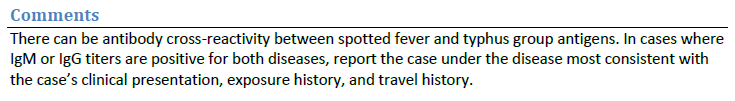 Comments
There can be antibody cross-reactivity between spotted fever and typhus group antigens. In cases where
IgM or IgG titers are positive for both diseases, report the case under the disease most consistent with
the case’s clinical presentation, exposure history, and travel history.